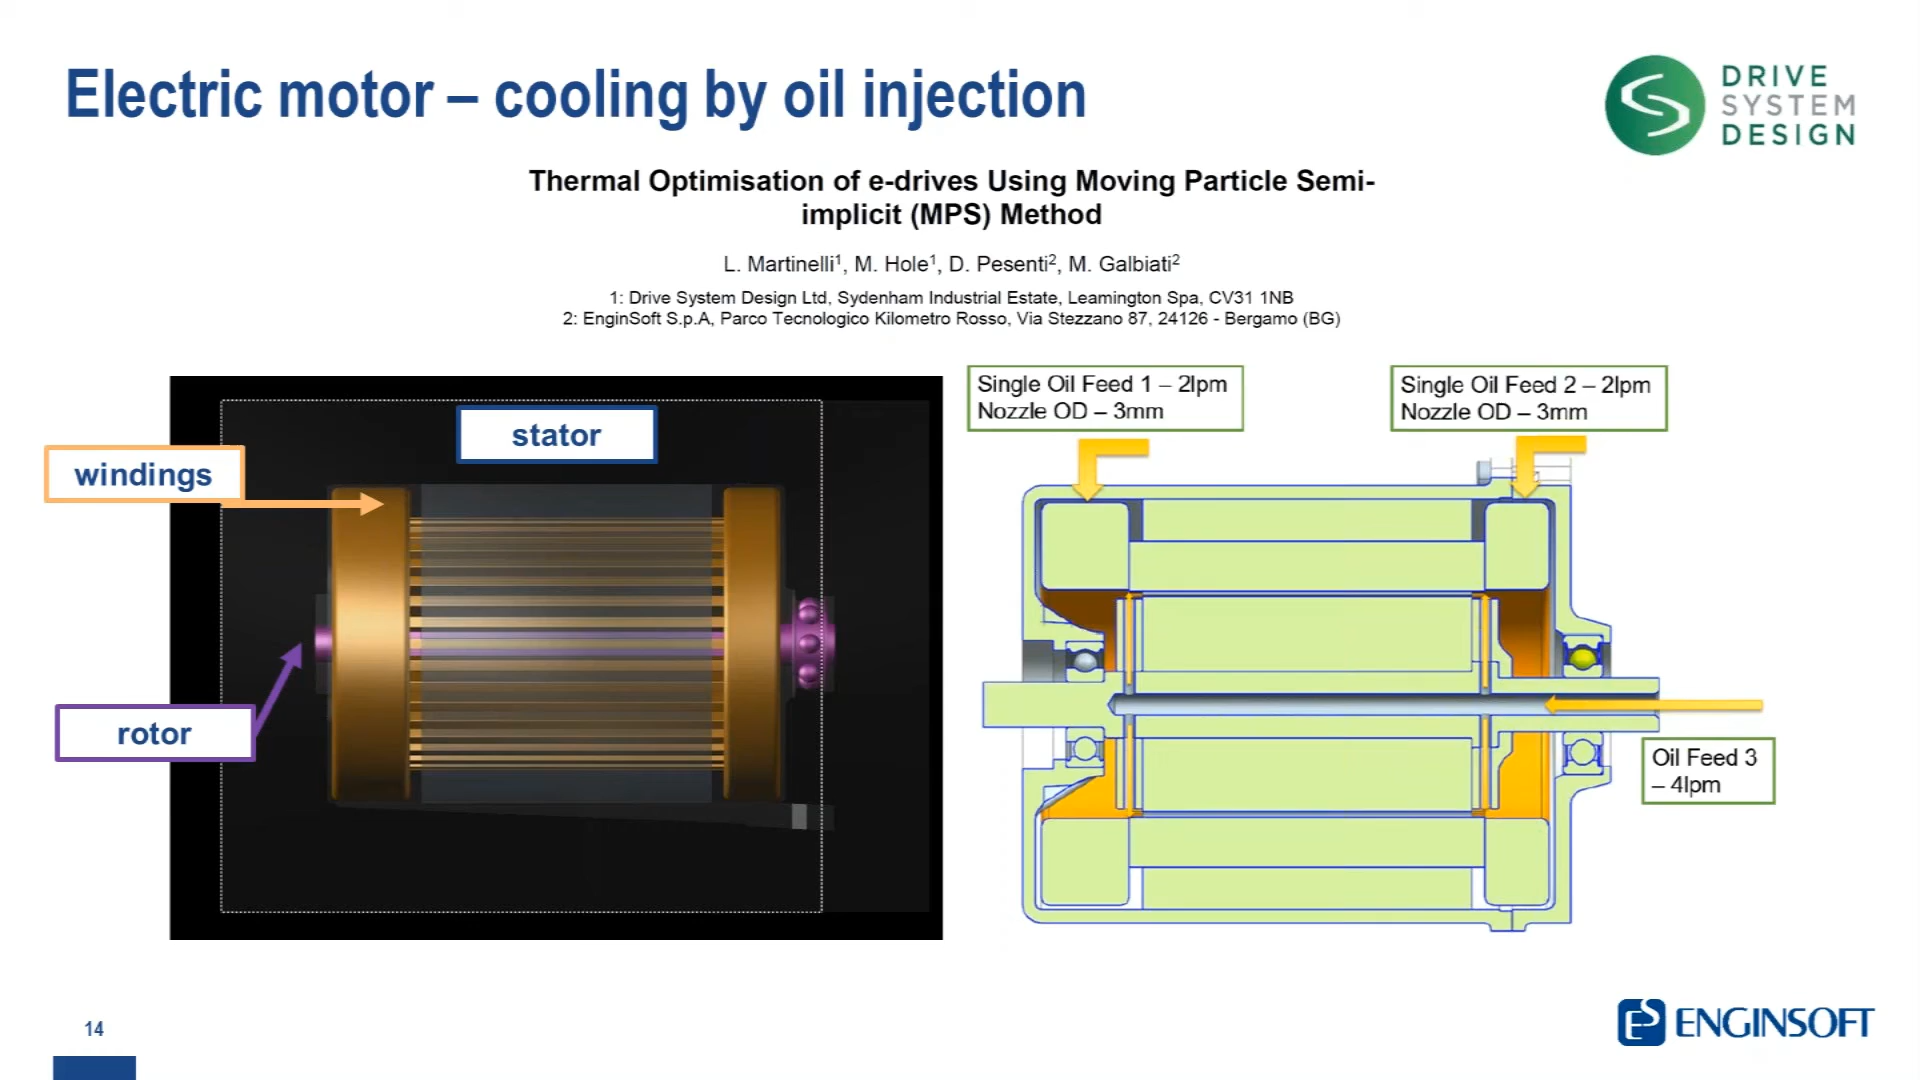 Electric motor – cooling by oil injection
DRIVE
SYSTEM
DESIGN
Thermal Optimisation of e-drives Using Moving Particle Semi-
implicit (MPS) Method
L. Martinelli¹, M. Hole¹, D. Pesenti², M. Galbiati²
1: Drive System Design Ltd, Sydenham Industrial Estate, Leamington Spa, CV31 1NB
2: EnginSoft S.p.A, Parco Tecnologico Kilometro Rosso, Via Stezzano 87, 24126 - Bergamo (BG)
stator
windings
rotor
Single Oil Feed 1 – 2lpm
Nozzle OD – 3mm
Single Oil Feed 2 – 2lpm
Nozzle OD – 3mm
Oil Feed 3
– 4lpm
14
ENGINSOFT